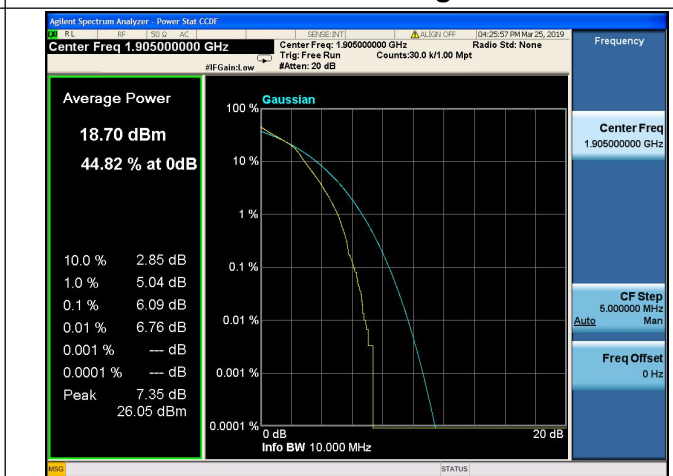 Agilent Spectrum Analyzer - Power Stat CCDF
RL RF 50 Ω AC SENSE:INT ALIGN OFF 04:25:57 PM Mar 25, 2019
Center Freq 1.905000000 GHz
Center Freq: 1.905000000 GHz
Radio Std: None
Trig: Free Run
Counts:30.0 k/1.00 Mpt
#IFGain:Low
#Atten: 20 dB
Frequency
Average Power
18.70 dBm
44.82 % at 0dB
10.0 % 2.85 dB
1.0 % 5.04 dB
0.1 % 6.09 dB
0.01 % 6.76 dB
0.001 % --- dB
0.0001 % --- dB
Peak 7.35 dB
26.05 dBm
Gaussian
100 %
10 %
1 %
0.1 %
0.01 %
0.001 %
0.0001 %
0 dB
20 dB
Info BW 10.000 MHz
Center Freq
1.905000000 GHz
CF Step
5.000000 MHz
Auto Man
Freq Offset
0 Hz
MSG
STATUS